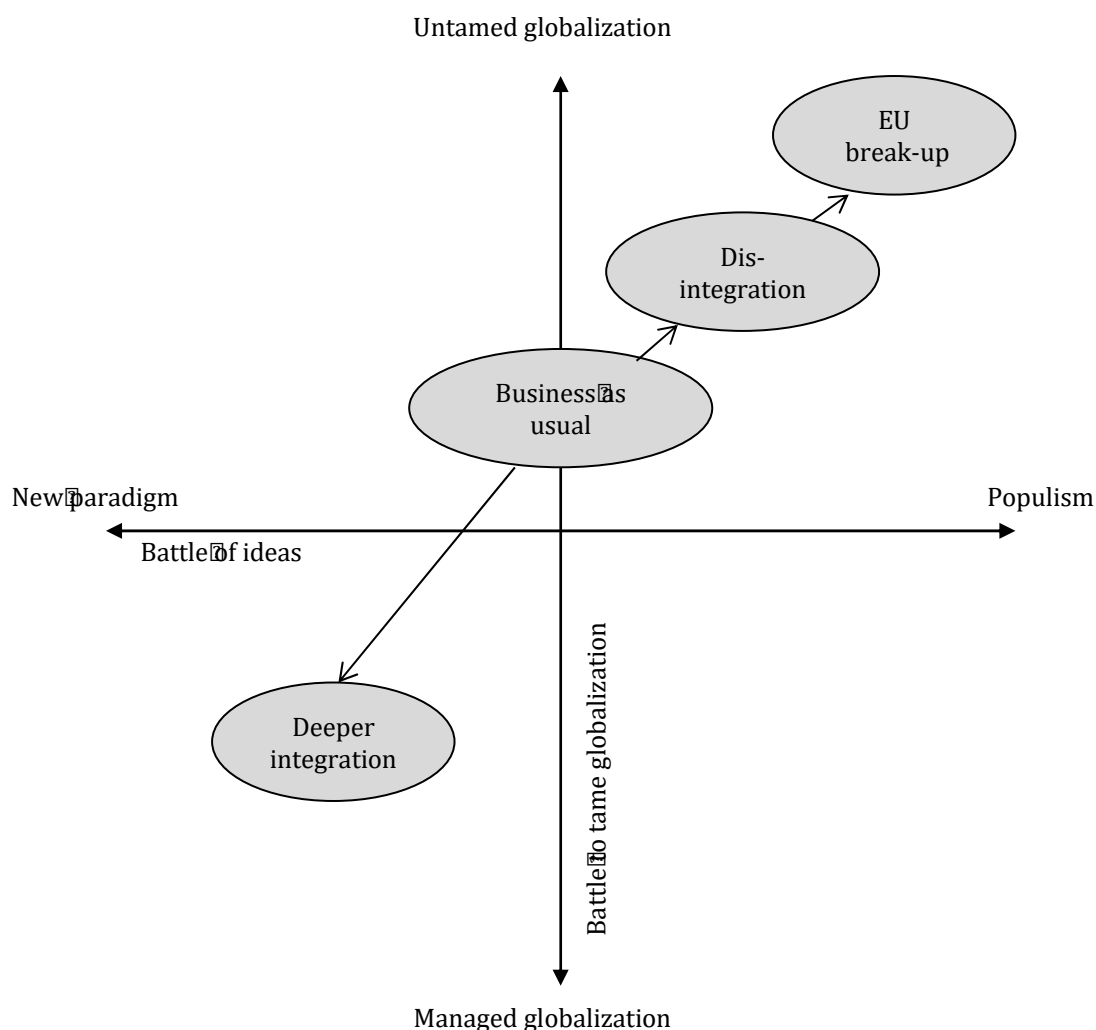 Untamed globalization
EU
break-up
Dis-
integration
Business as
usual
New paradigm
Populism
Battle of ideas
Battle to tame globalization
Deeper
integration
Managed globalization